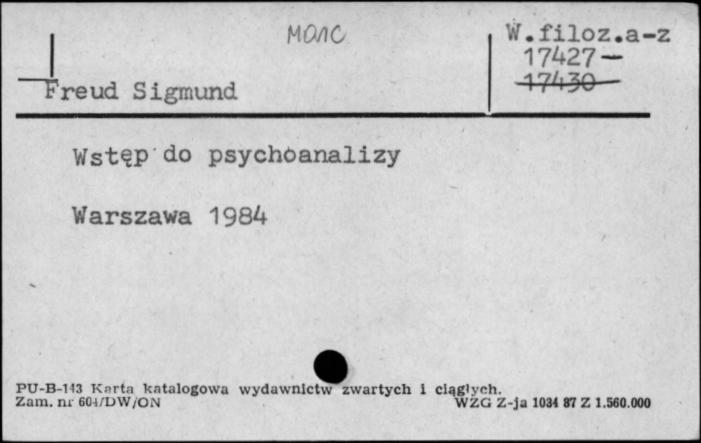 W.filoz.a-z
17427-
17430
Freud Sigmund
Wstęp do psychoanalizy
Warszawa 1984
PU-B-143 Karta katalogowa wydawnictw zwartych i ciągłych.
Zam. nr 604/DW/ON WZG Z-ja 1034 87 Z 1.560.000